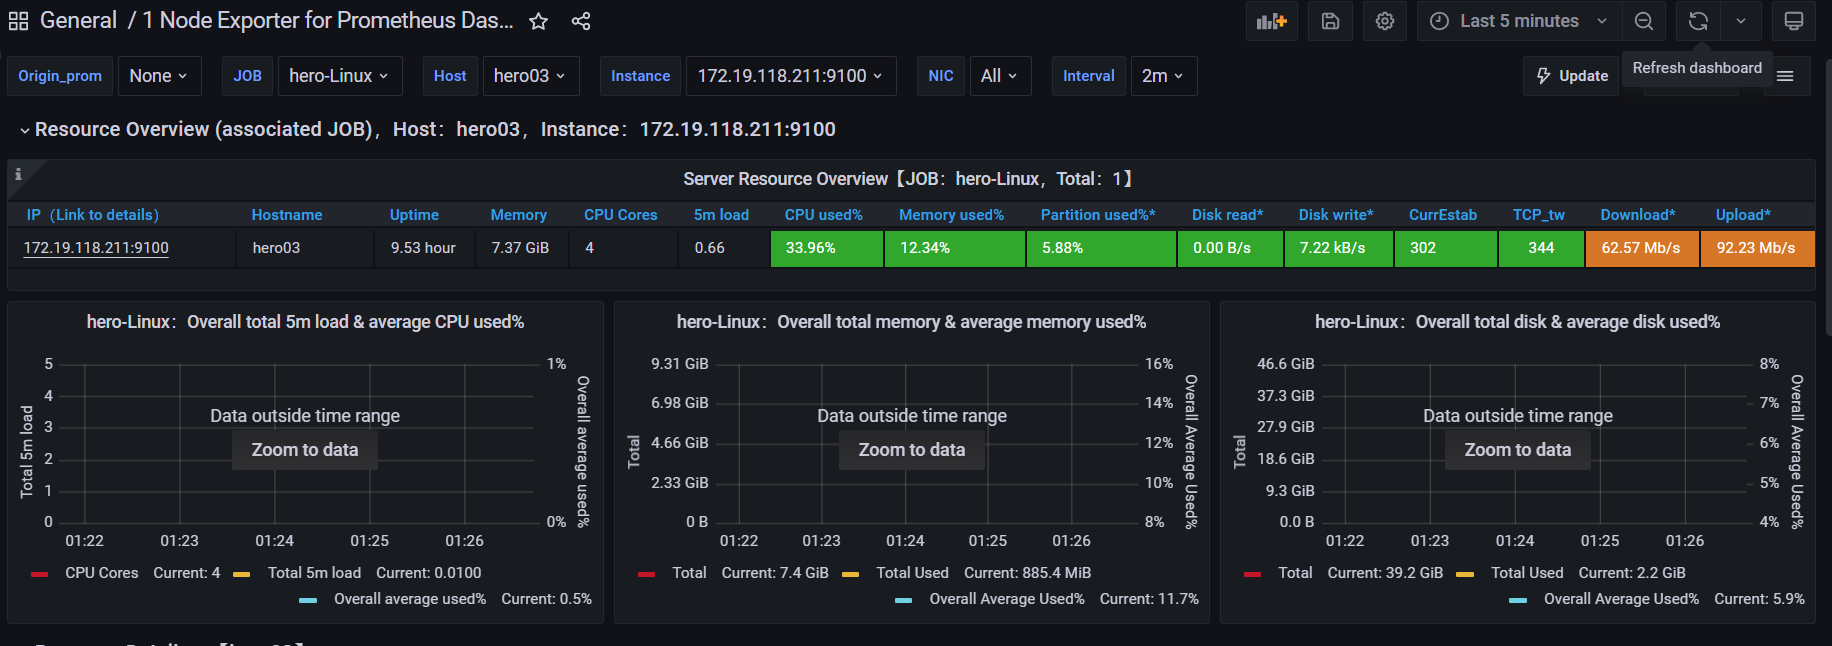 General / 1 Node Exporter for Prometheus Das...
Last 5 minutes
Origin_prom None JOB hero-Linux Host hero03 Instance 172.19.118.211:9100 NIC All Interval 2m Update
Refresh dashboard
Resource Overview (associated JOB)，Host：hero03，Instance：172.19.118.211:9100
i
Server Resource Overview【JOB：hero-Linux，Total：1】
IP（Link to details） Hostname Uptime Memory CPU Cores 5m load CPU used% Memory used% Partition used%* Disk read* Disk write* CurrEstab TCP_tw Download* Upload*
172.19.118.211:9100 hero03 9.53 hour 7.37 GiB 4 0.66 33.96% 12.34% 5.88% 0.00 B/s 7.22 kB/s 302 344 62.57 Mb/s 92.23 Mb/s
hero-Linux：Overall total 5m load & average CPU used%
5
4
3
2
1
0
Total 5m load
1%
0%
Overall average used%
Data outside time range
Zoom to data
01:22 01:23 01:24 01:25 01:26
CPU Cores Current: 4 Total 5m load Current: 0.0100
Overall average used% Current: 0.5%
hero-Linux：Overall total memory & average memory used%
9.31 GiB
6.98 GiB
4.66 GiB
2.33 GiB
0 B
Total
16%
14%
12%
10%
8%
Overall Average Used%
Data outside time range
Zoom to data
01:22 01:23 01:24 01:25 01:26
Total Current: 7.4 GiB Total Used Current: 885.4 MiB
Overall Average Used% Current: 11.7%
hero-Linux：Overall total disk & average disk used%
46.6 GiB
37.3 GiB
27.9 GiB
18.6 GiB
9.3 GiB
0.0 B
Total
8%
7%
6%
5%
4%
Overall Average Used%
Data outside time range
Zoom to data
01:22 01:23 01:24 01:25 01:26
Total Current: 39.2 GiB Total Used Current: 2.2 GiB
Overall Average Used% Current: 5.9%